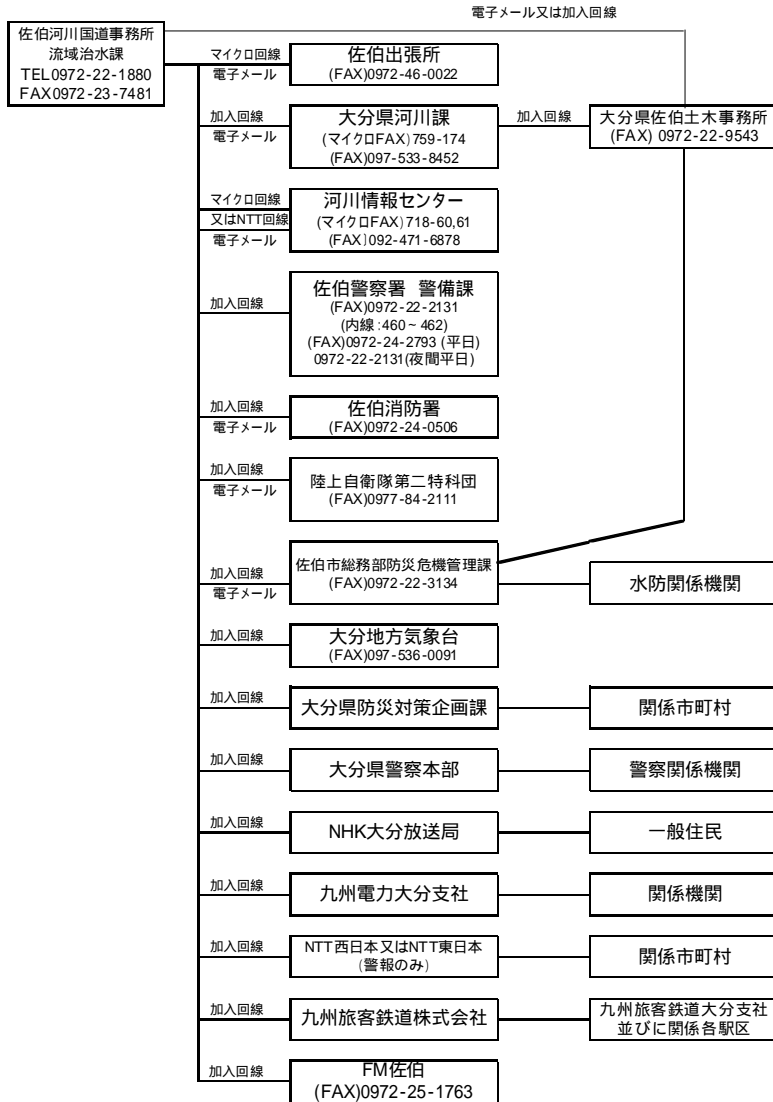 電子メール又は加入回線
佐伯河川国道事務所
流域治水課
TEL0972-22-1880
FAX0972-23-7481
マイクロ回線
電子メール
佐伯出張所
(FAX)0972-46-0022
加入回線
電子メール
大分県河川課
(マイクロFAX)759-174
(FAX)097-533-8452
加入回線
大分県佐伯土木事務所
(FAX) 0972-22-9543
マイクロ回線
又はNTT回線
電子メール
河川情報センター
(マイクロFAX)718-60,61
(FAX)092-471-6878
加入回線
佐伯警察署 警備課
(FAX)0972-22-2131
(内線:460~462)
(FAX)0972-24-2793 (平日)
0972-22-2131(夜間平日)
加入回線
電子メール
佐伯消防署
(FAX)0972-24-0506
加入回線
電子メール
陸上自衛隊第二特科団
(FAX)0977-84-2111
加入回線
電子メール
佐伯市総務部防災危機管理課
(FAX)0972-22-3134
水防関係機関
加入回線
大分地方気象台
(FAX)097-536-0091
加入回線
大分県防災対策企画課
関係市町村
加入回線
大分県警察本部
警察関係機関
加入回線
NHK大分放送局
一般住民
加入回線
九州電力大分支社
関係機関
加入回線
NTT西日本又はNTT東日本
(警報のみ)
関係市町村
加入回線
九州旅客鉄道株式会社
九州旅客鉄道大分支社
並びに関係各駅区
加入回線
FM佐伯
(FAX)0972-25-1763